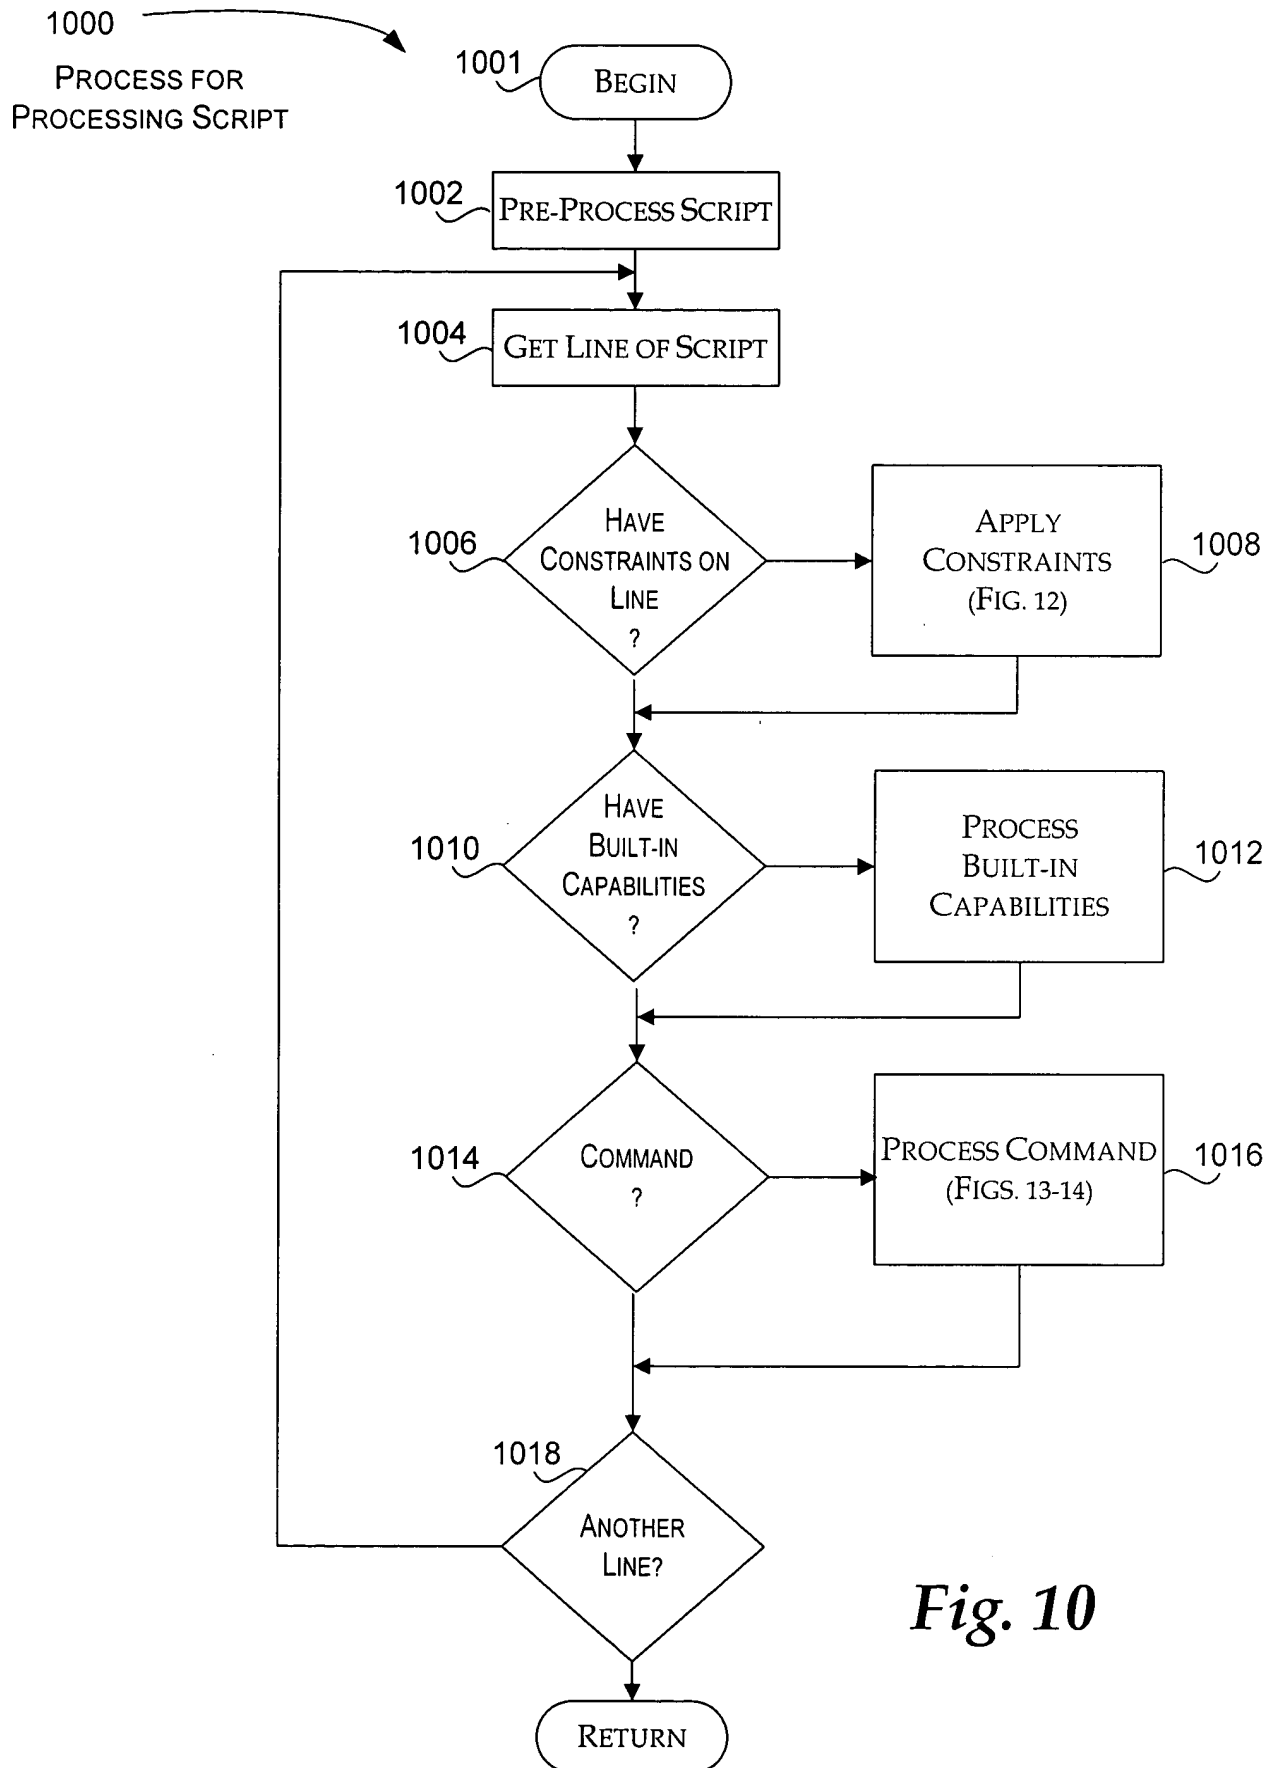 1000
PROCESS FOR
PROCESSING SCRIPT
1001
BEGIN
1002
PRE-PROCESS SCRIPT
1004
GET LINE OF SCRIPT
1006
HAVE
CONSTRAINTS ON
LINE
?
APPLY
CONSTRAINTS
(FIG. 12)
1008
1010
HAVE
BUILT-IN
CAPABILITIES
?
PROCESS
BUILT-IN
CAPABILITIES
1012
1014
COMMAND
?
PROCESS COMMAND
(FIGS. 13-14)
1016
1018
ANOTHER
LINE?
Fig. 10
RETURN